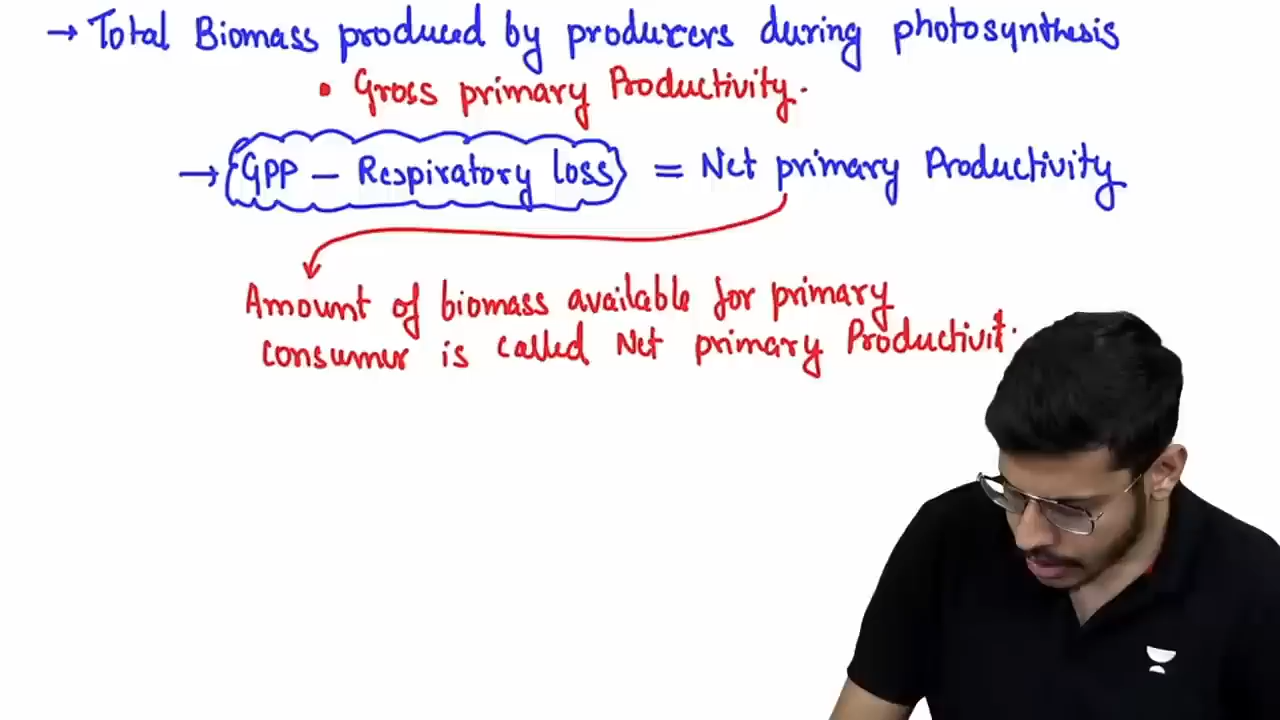 → Total Biomass produced by producers during photosynthesis
• Gross primary Productivity.
→ GPP – Respiratory loss = Net primary Productivity
Amount of biomass available for primary
consumer is called Net primary Productivit.